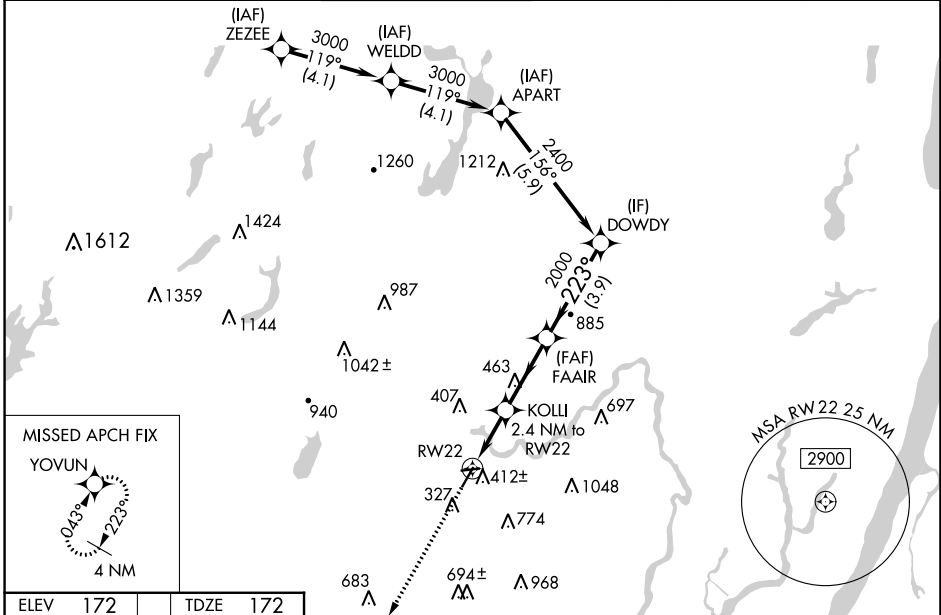 (IAF)
ZEZEE
3000
119°
(4.1)
(IAF)
WELDD
3000
119°
(4.1)
(IAF)
APART
2400
156°
(5.9)
1260
1212
(IF)
DOWDY
1424
1612
2000
223°
(3.9)
1359
987
1144
885
1042 ±
(FAF)
FAAIR
463
940
407
KOLLI
2.4 NM to
RW22
697
MSA RW22 25 NM
2900
MISSED APCH FIX
YOVUN
043°
223°
4 NM
RW22
412±
1048
327
774
683
694±
968
ELEV 172 TDZE 172